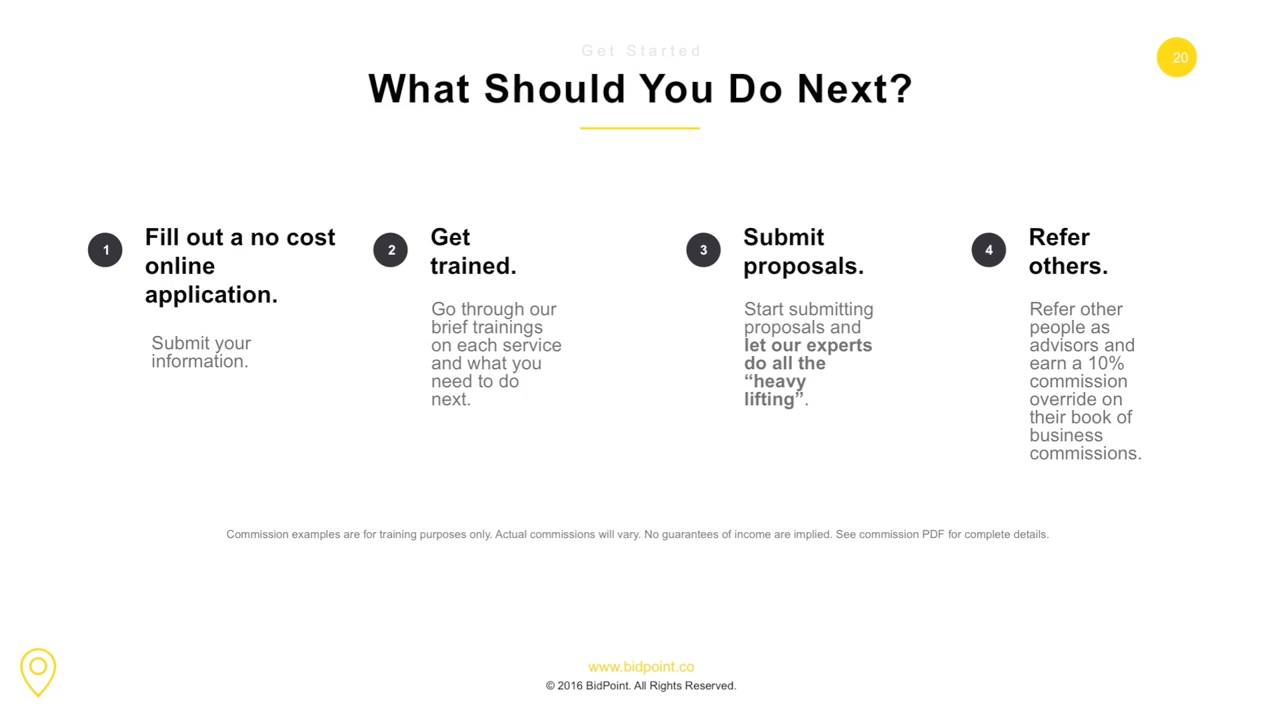 Get Started
20
What Should You Do Next?
1
Fill out a no cost
online
application.
Submit your
information.
2
Get
trained.
Go through our
brief trainings
on each service
and what you
need to do
next.
3
Submit
proposals.
Start submitting
proposals and
let our experts
do all the
“heavy
lifting”.
4
Refer
others.
Refer other
people as
advisors and
earn a 10%
commission
override on
their book of
business
commissions.
Commission examples are for training purposes only. Actual commissions will vary. No guarantees of income are implied. See commission PDF for complete details.
www.bidpoint.co
© 2016 BidPoint. All Rights Reserved.